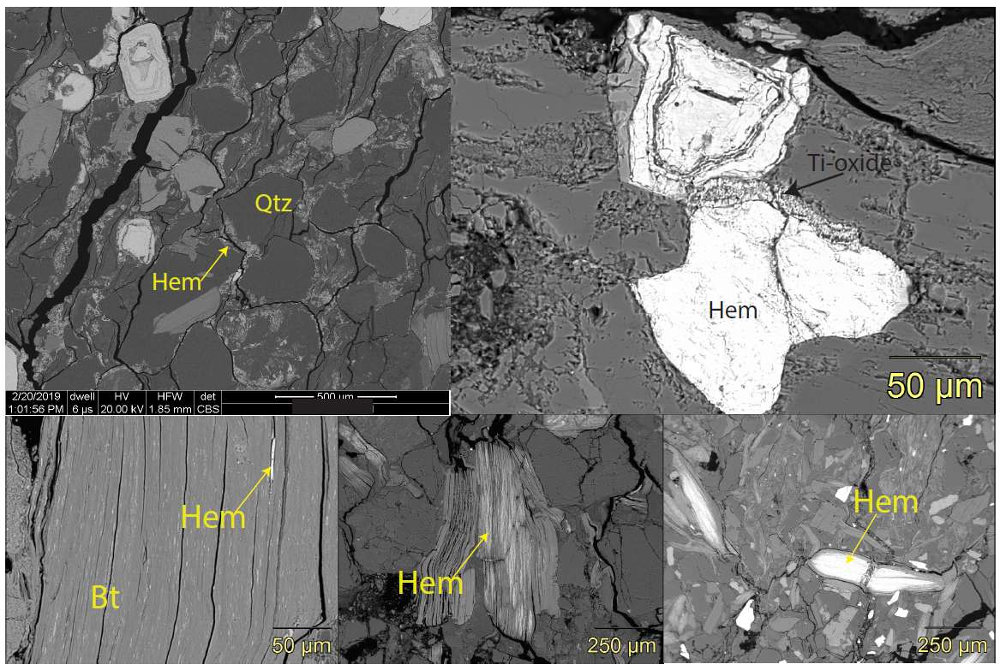 Qtz
Hem
Ti-oxide
Hem
50 µm
2/20/2019 dwell HV HFW det
1:01:56 PM 6 µs 20.00 kV 1.85 mm CBS
500 µm
Hem
Bt
50 µm
Hem
250 µm
Hem
250 µm